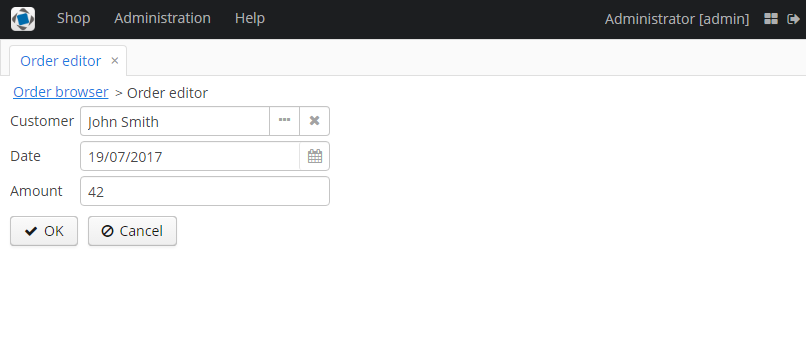 Shop Administration Help Administrator [admin]
Order editor ×
Order browser > Order editor
Customer John Smith
Date 19/07/2017
Amount 42
OK Cancel